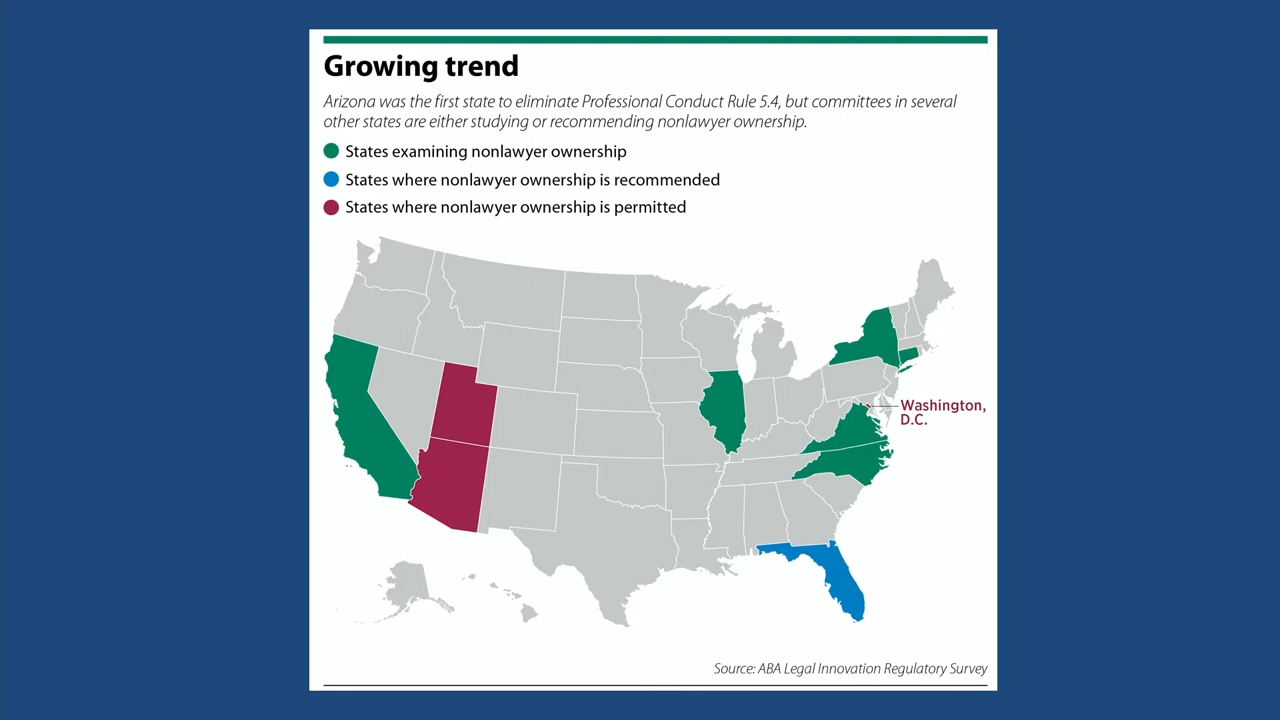 Growing trend
Arizona was the first state to eliminate Professional Conduct Rule 5.4, but committees in several
other states are either studying or recommending nonlawyer ownership.
States examining nonlawyer ownership
States where nonlawyer ownership is recommended
States where nonlawyer ownership is permitted
Washington,
D.C.
Source: ABA Legal Innovation Regulatory Survey